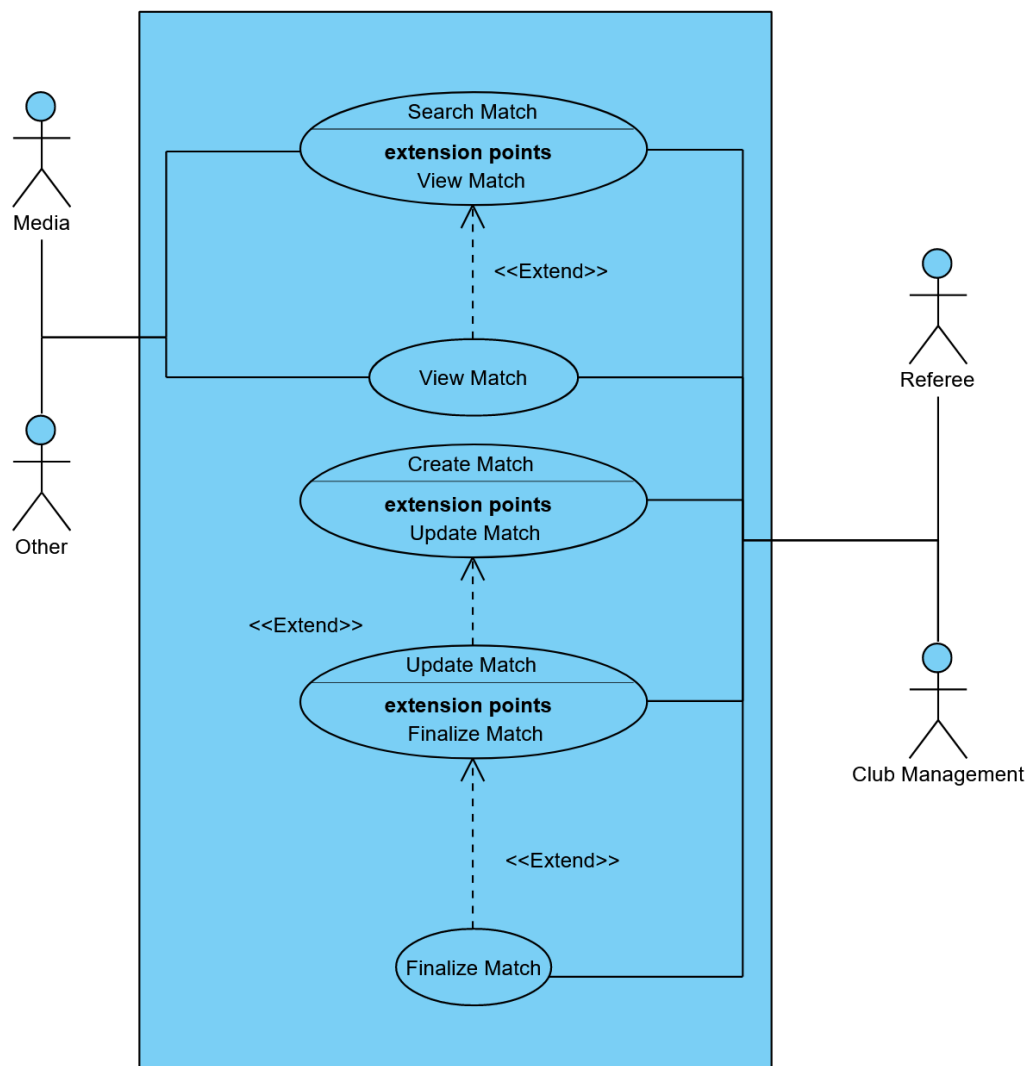 Search Match
extension points
View Match
Media
<<Extend>>
Referee
View Match
Create Match
extension points
Update Match
Other
<<Extend>>
Update Match
extension points
Finalize Match
Club Management
<<Extend>>
Finalize Match